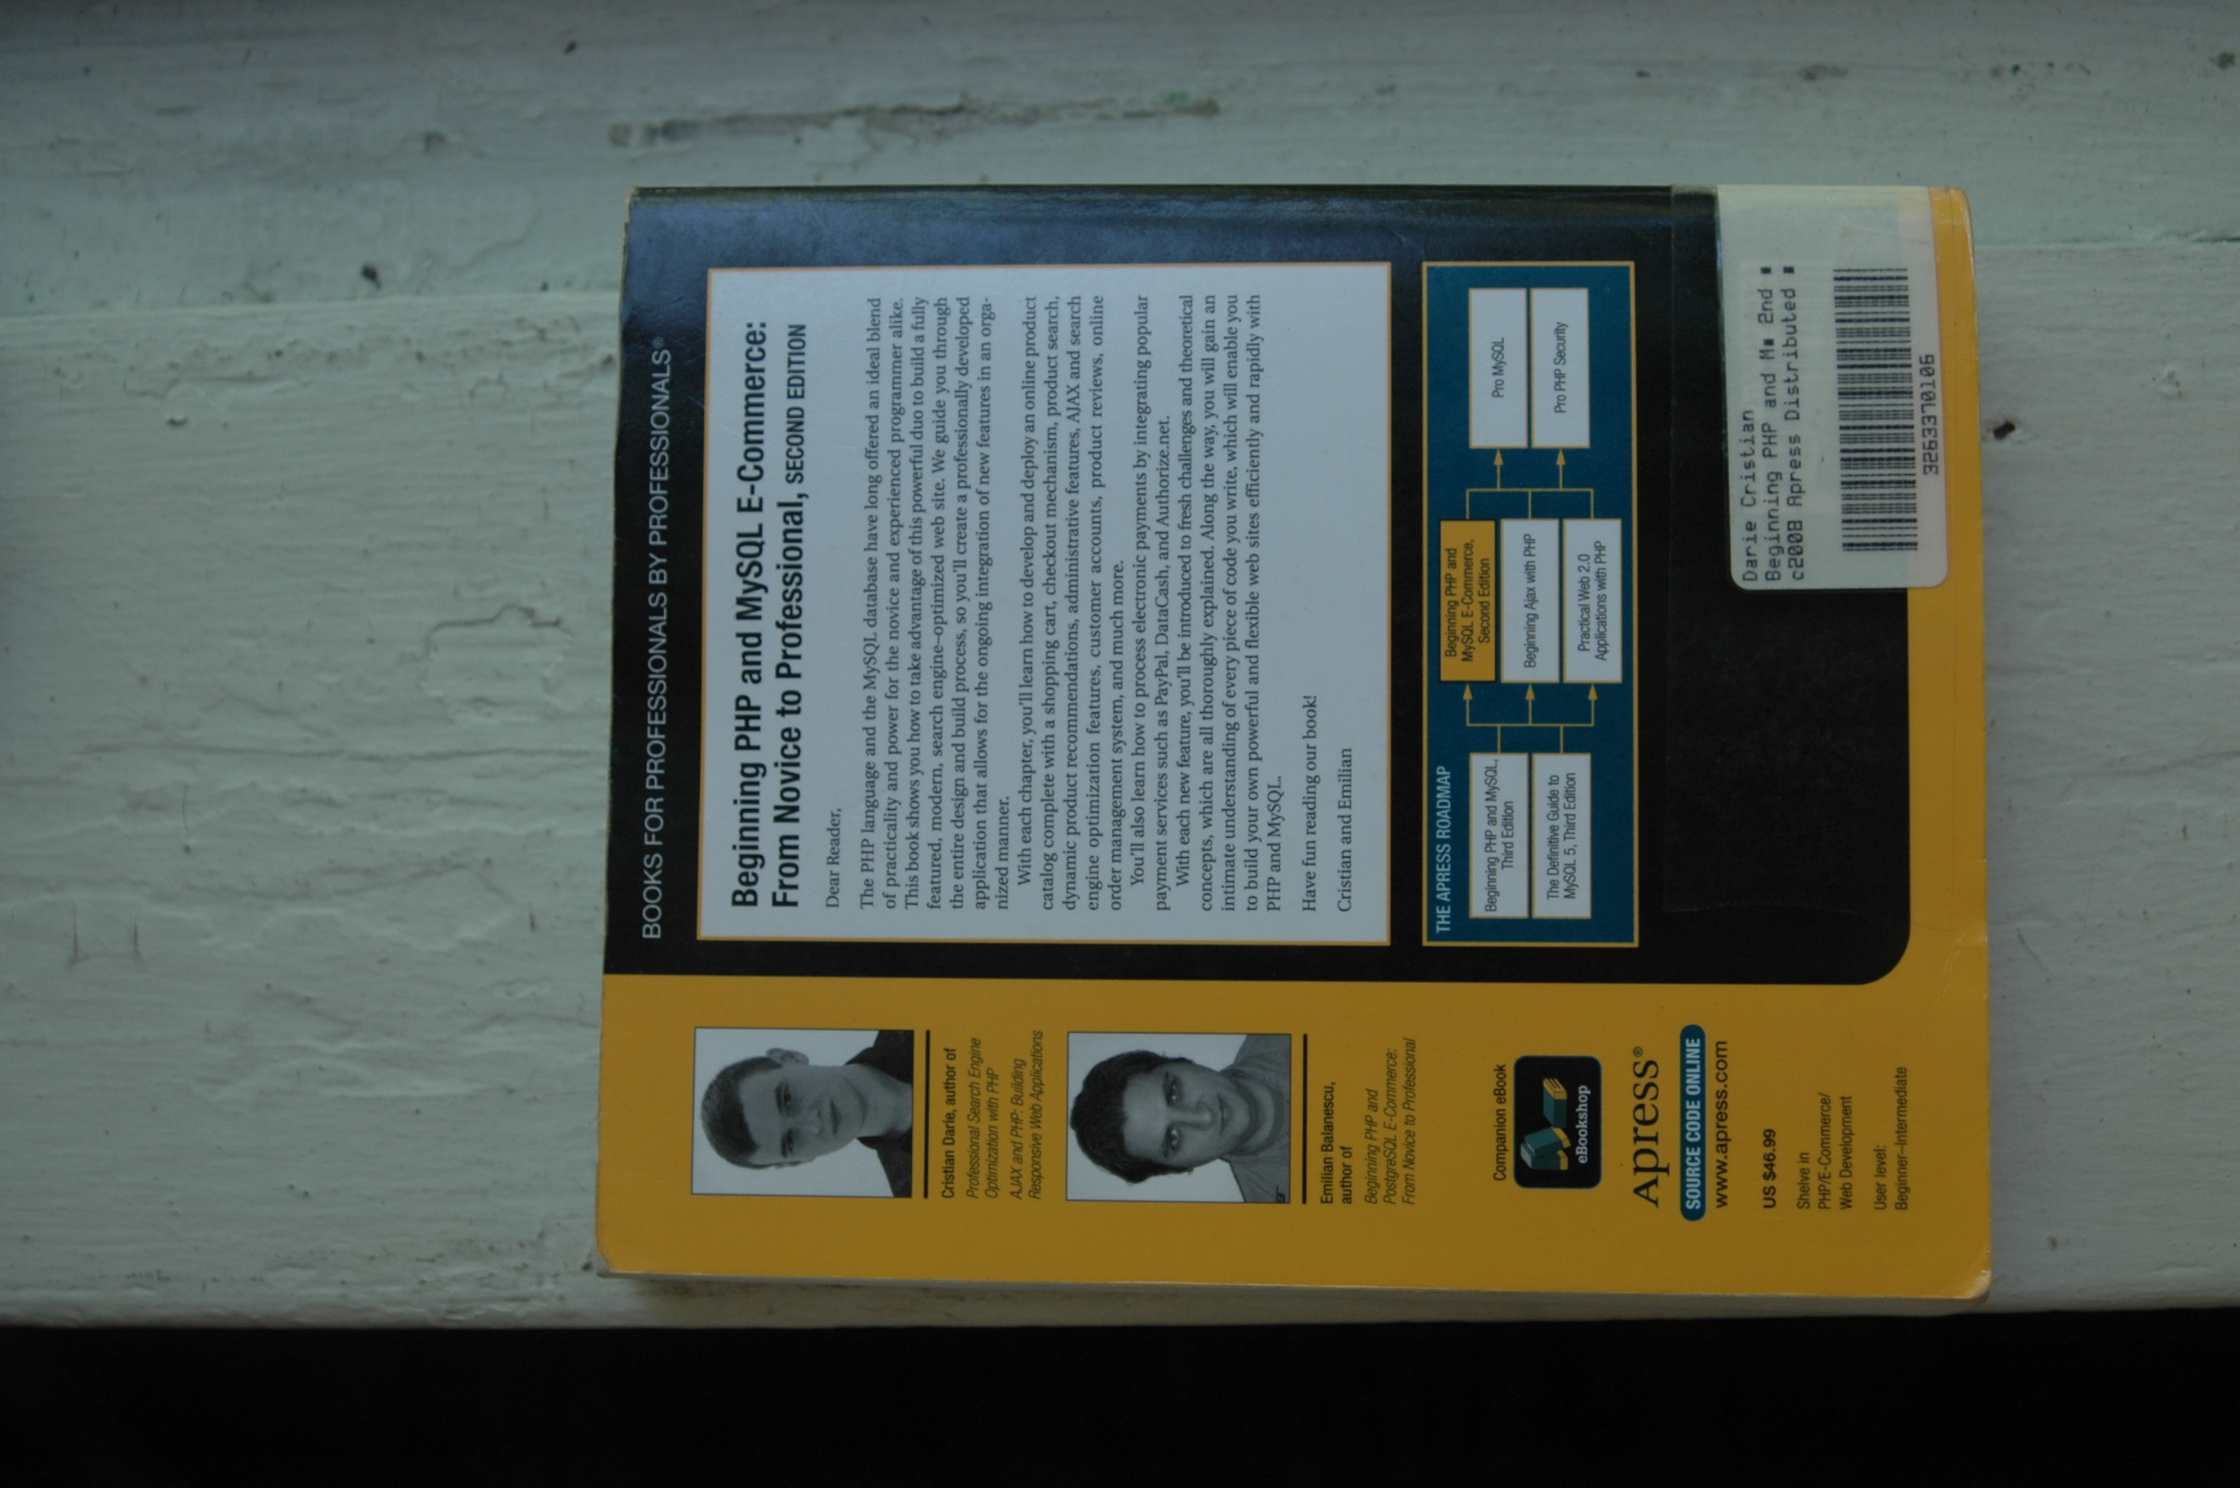 BOOKS FOR PROFESSIONALS BY PROFESSIONALS®
Beginning PHP and MySQL E-Commerce:
From Novice to Professional, SECOND EDITION
Dear Reader,
The PHP language and the MySQL database have long offered an ideal blend
of practicality and power for the novice and experienced programmer alike.
This book shows you how to take advantage of this powerful duo to build a fully
featured, modern, search engine–optimized web site. We guide you through
the entire design and build process, so you'll create a professionally developed
application that allows for the ongoing integration of new features in an orga-
nized manner.
With each chapter, you'll learn how to develop and deploy an online product
catalog complete with a shopping cart, checkout mechanism, product search,
dynamic product recommendations, administrative features, AJAX and search
engine optimization features, customer accounts, product reviews, online
order management system, and much more.
You'll also learn how to process electronic payments by integrating popular
payment services such as PayPal, DataCash, and Authorize.net.
With each new feature, you'll be introduced to fresh challenges and theoretical
concepts, which are all thoroughly explained. Along the way, you will gain an
intimate understanding of every piece of code you write, which will enable you
to build your own powerful and flexible web sites efficiently and rapidly with
PHP and MySQL.
Have fun reading our book!
Cristian and Emilian
THE APRESS ROADMAP
Beginning PHP and MySQL,
Third Edition
The Definitive Guide to
MySQL 5, Third Edition
Beginning PHP and
MySQL E-Commerce,
Second Edition
Beginning Ajax with PHP
Practical Web 2.0
Applications with PHP
Pro MySQL
Pro PHP Security
Cristian Darie, author of
Professional Search Engine
Optimization with PHP
AJAX and PHP: Building
Responsive Web Applications
Emilian Balanescu,
author of
Beginning PHP and
PostgreSQL E-Commerce:
From Novice to Professional
Companion eBook
eBookshop
Apress®
SOURCE CODE ONLINE
www.apress.com
US $46.99
Shelve in
PHP/E-Commerce/
Web Development
User level:
Beginner–Intermediate
Darie Cristian
Beginning PHP and M■ 2nd ■
c2008 Apress Distributed ■
3263370106